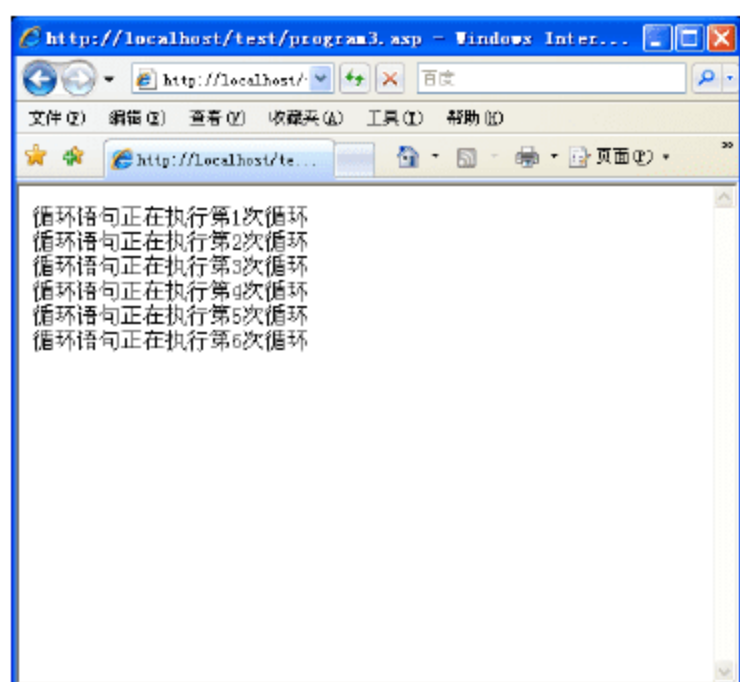 http://localhost/test/program3.asp - Windows Inter...
http://localhost/
百度
文件(F) 编辑(E) 查看(V) 收藏夹(A) 工具(T) 帮助(H)
http://localhost/te... 页面(P)
循环语句正在执行第1次循环
循环语句正在执行第2次循环
循环语句正在执行第3次循环
循环语句正在执行第4次循环
循环语句正在执行第5次循环
循环语句正在执行第6次循环